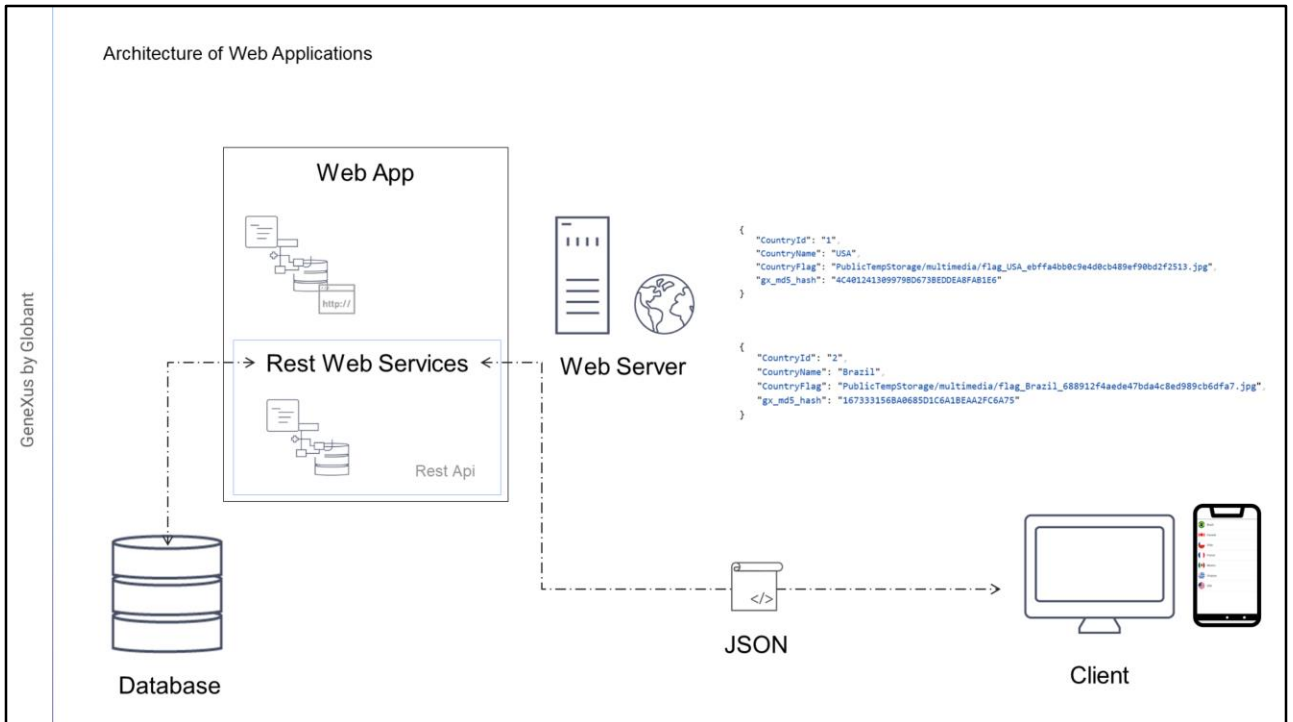 Architecture of Web Applications
GeneXus by Globant
Web App
http://
Rest Web Services
Rest Api
Web Server
{
"CountryId": "1",
"CountryName": "USA",
"CountryFlag": "PublicTempStorage/multimedia/flag_USA_ebffa4bb0c9e4d0cb489ef90bd2f2513.jpg",
"gx_md5_hash": "4C401241309979BD673BEDDEA8FAB1E6"
}
{
"CountryId": "2",
"CountryName": "Brazil",
"CountryFlag": "PublicTempStorage/multimedia/flag_Brazil_688912f4aede47bda4c8ed989cb6dfa7.jpg",
"gx_md5_hash": "167333156BA0685D1C6A1BEAA2FC6A75"
}
Database
</>
JSON
Client